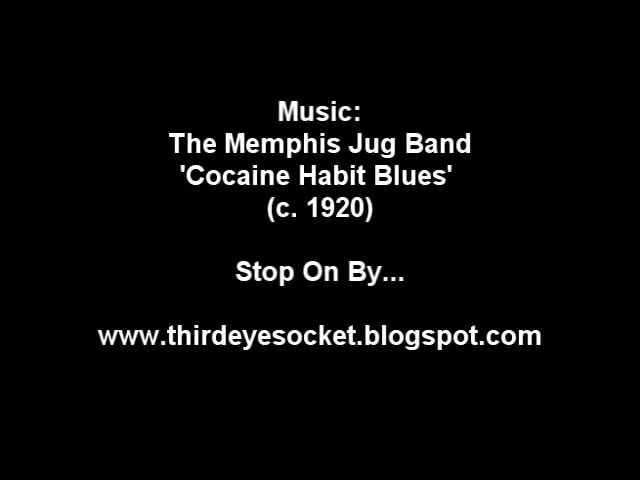 Music:
The Memphis Jug Band
'Cocaine Habit Blues'
(c. 1920)
Stop On By...
www.thirdeyesocket.blogspot.com